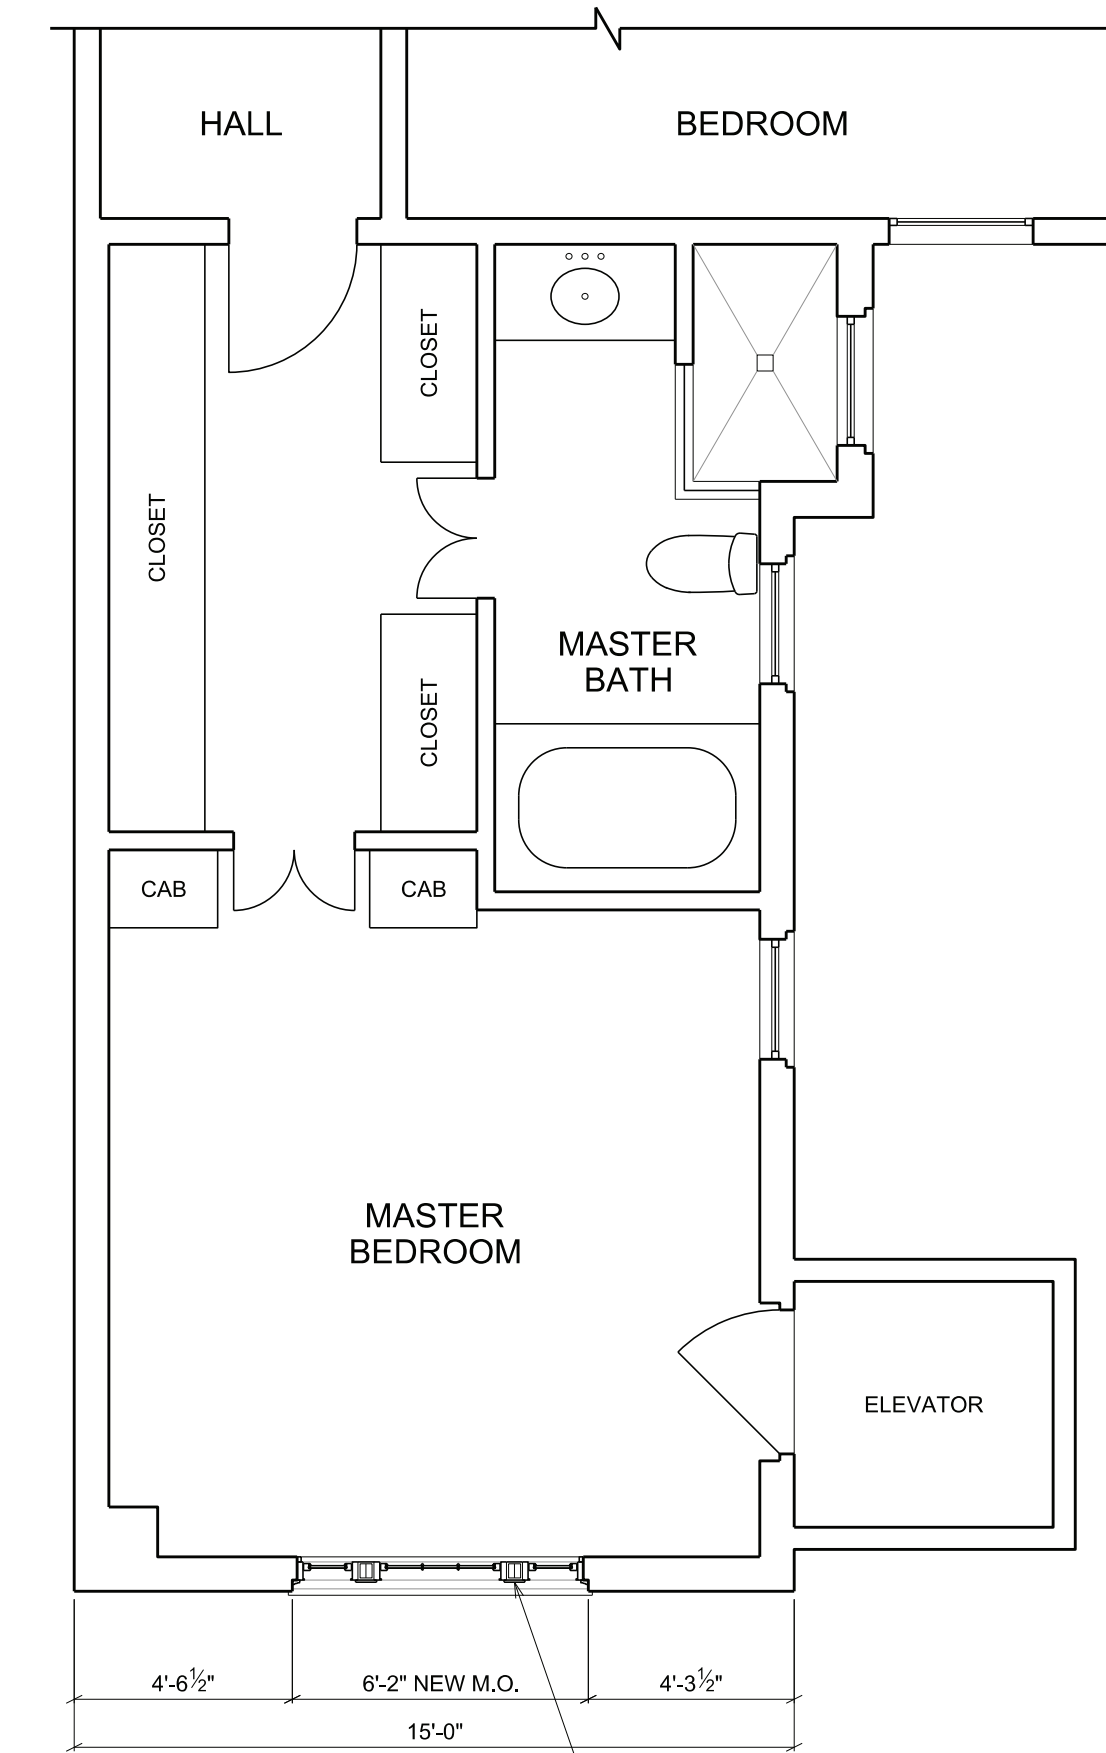 HALL
BEDROOM
CLOSET
CLOSET
MASTER
BATH
CLOSET
CAB
CAB
MASTER
BEDROOM
ELEVATOR
4'-6½"
6'-2" NEW M.O.
4'-3½"
15'-0"